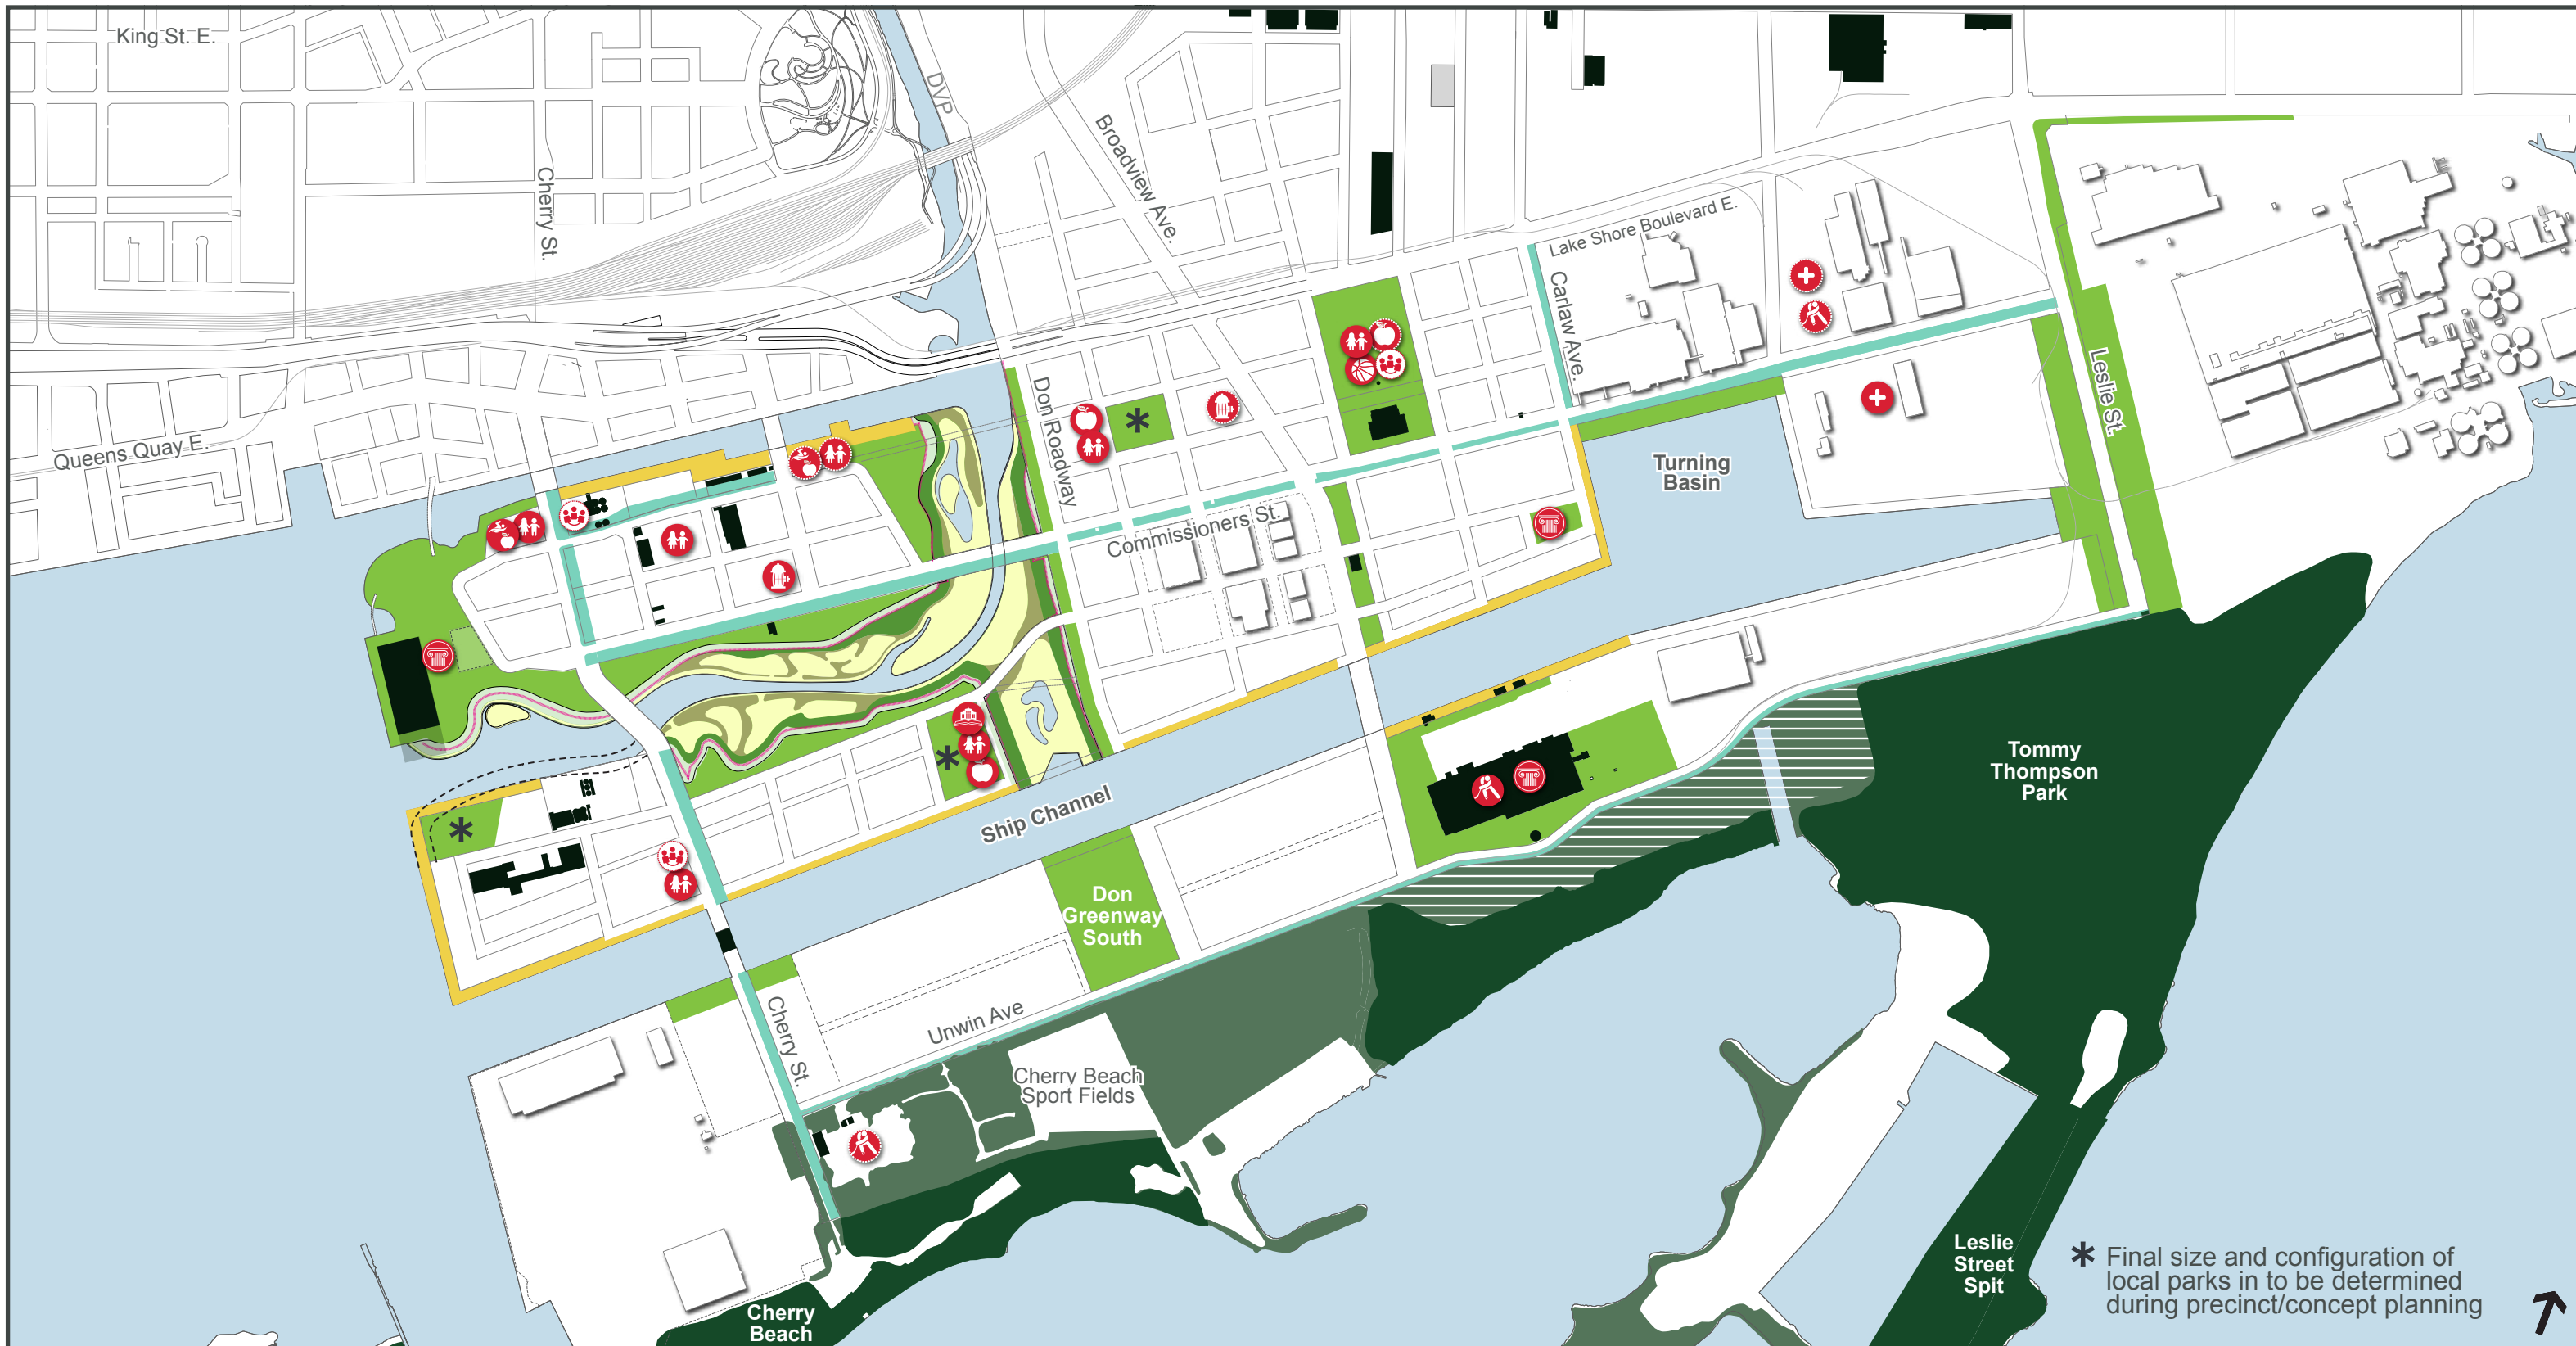 King St. E.
DVP
Broadview Ave.
Cherry St.
Lake Shore Boulevard E.
Carlaw Ave.
Leslie St.
Don Roadway
Queens Quay E.
Turning
Basin
Commissioners St.
Tommy
Thompson
Park
Ship Channel
Don
Greenway
South
Cherry St.
Unwin Ave
Cherry Beach
Sport Fields
Leslie
Street
Spit
* Final size and configuration of
local parks in to be determined
during precinct/concept planning
Cherry
Beach